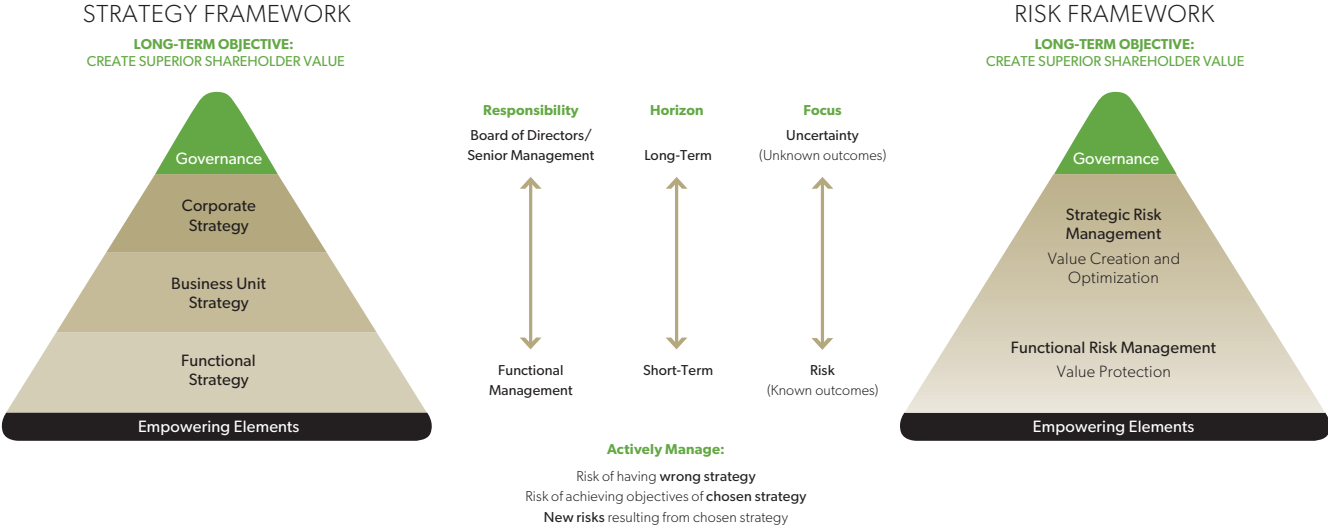 STRATEGY FRAMEWORK
LONG-TERM OBJECTIVE:
CREATE SUPERIOR SHAREHOLDER VALUE
Governance
Corporate
Strategy
Business Unit
Strategy
Functional
Strategy
Empowering Elements
Responsibility
Board of Directors/
Senior Management
Functional
Management
Horizon
Long-Term
Short-Term
Focus
Uncertainty
(Unknown outcomes)
Risk
(Known outcomes)
Actively Manage:
Risk of having wrong strategy
Risk of achieving objectives of chosen strategy
New risks resulting from chosen strategy
RISK FRAMEWORK
LONG-TERM OBJECTIVE:
CREATE SUPERIOR SHAREHOLDER VALUE
Governance
Strategic Risk
Management
Value Creation and
Optimization
Functional Risk Management
Value Protection
Empowering Elements